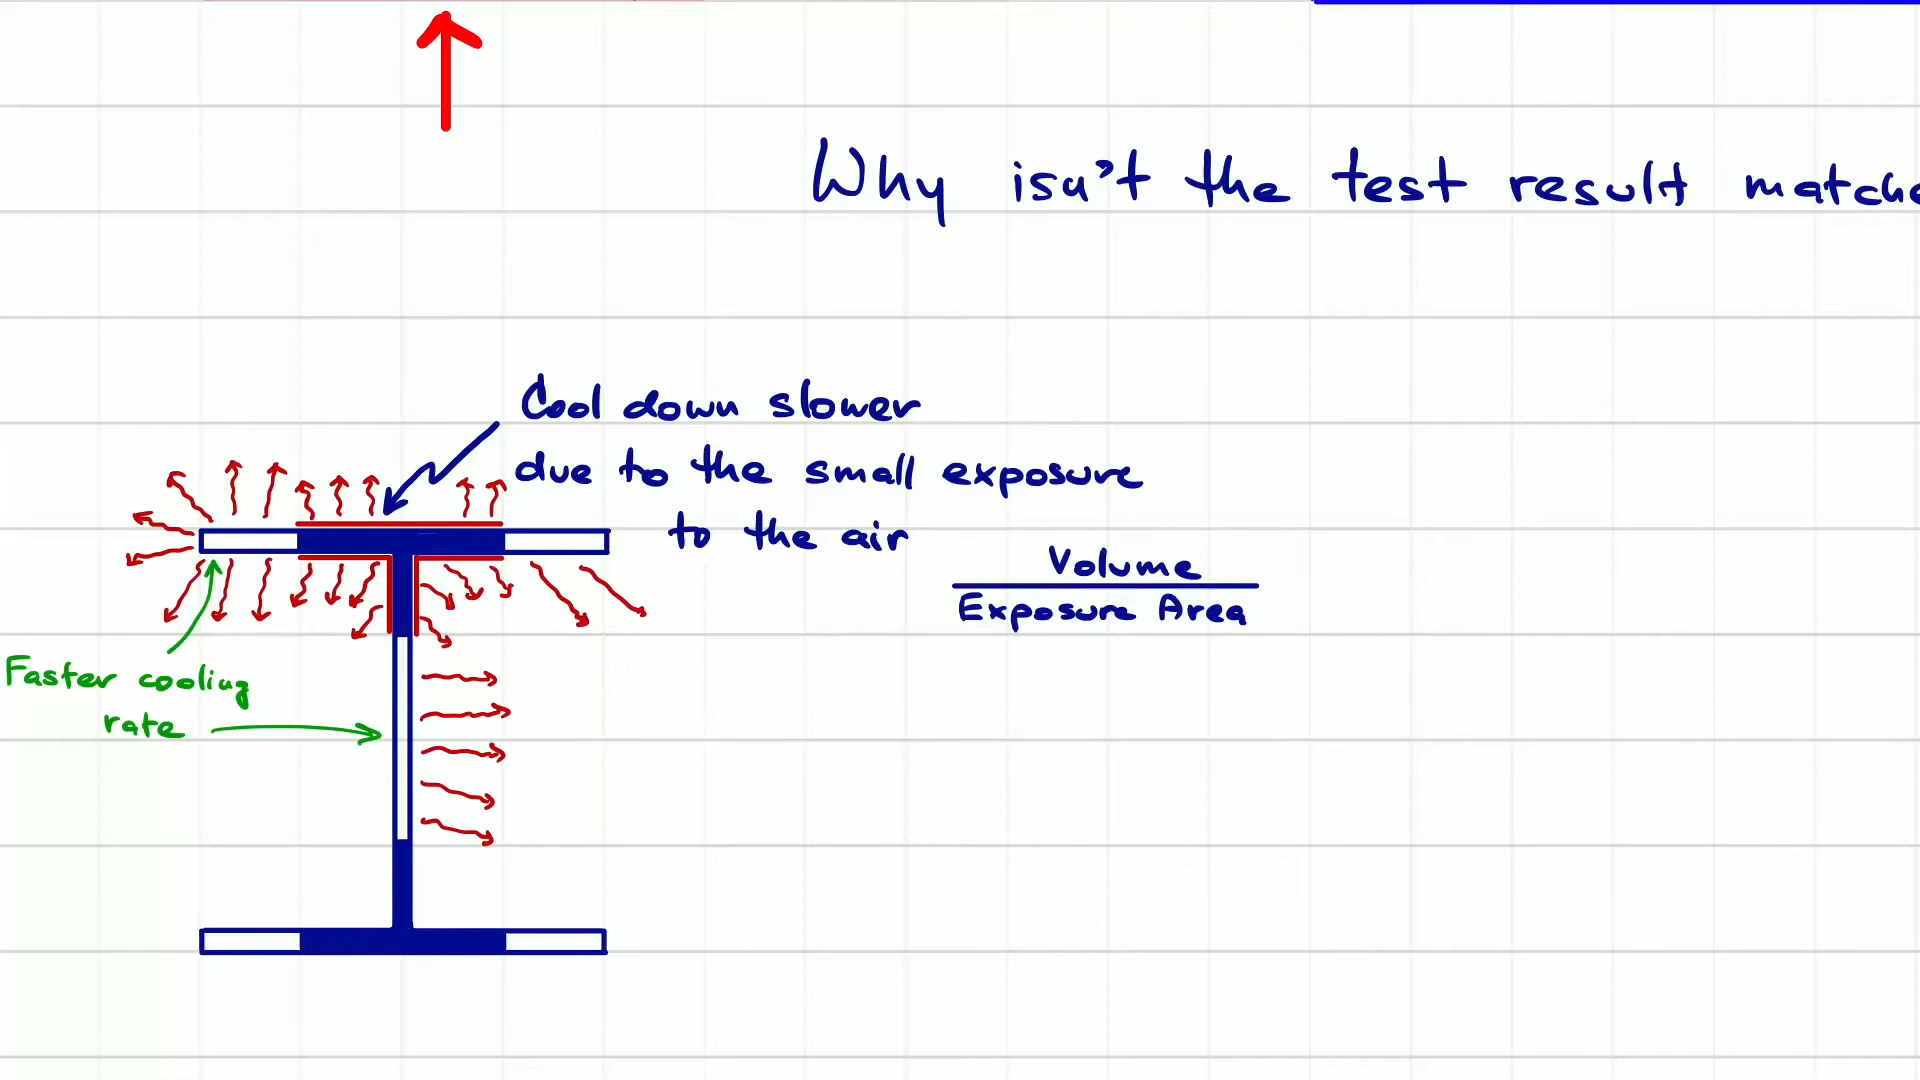 Why isn't the test result
Cool down slower
due to the small exposure
to the air
Volume
Exposure Area
Faster cooling
rate